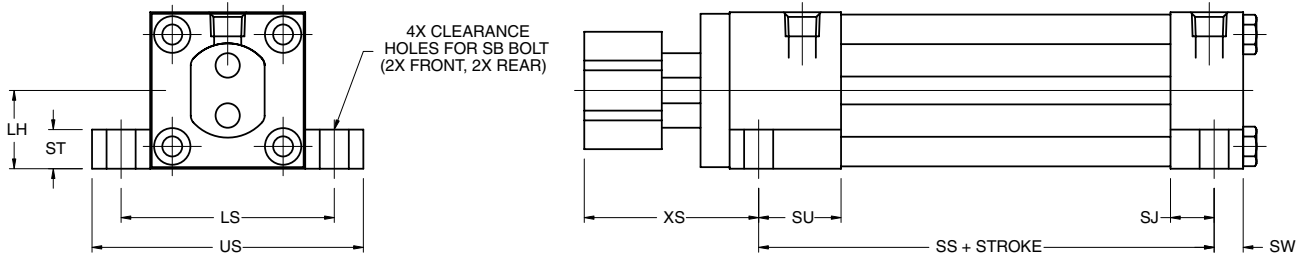 4X CLEARANCE
HOLES FOR SB BOLT
(2X FRONT, 2X REAR)
LH
ST
LS
US
XS
SU
SJ
SS + STROKE
SW